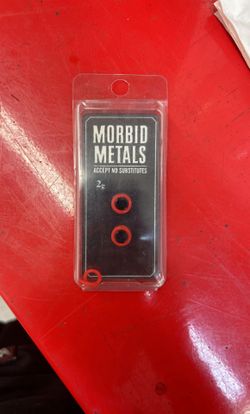 MORBID
METALS
ACCEPT NO SUBSTITUTES
2g